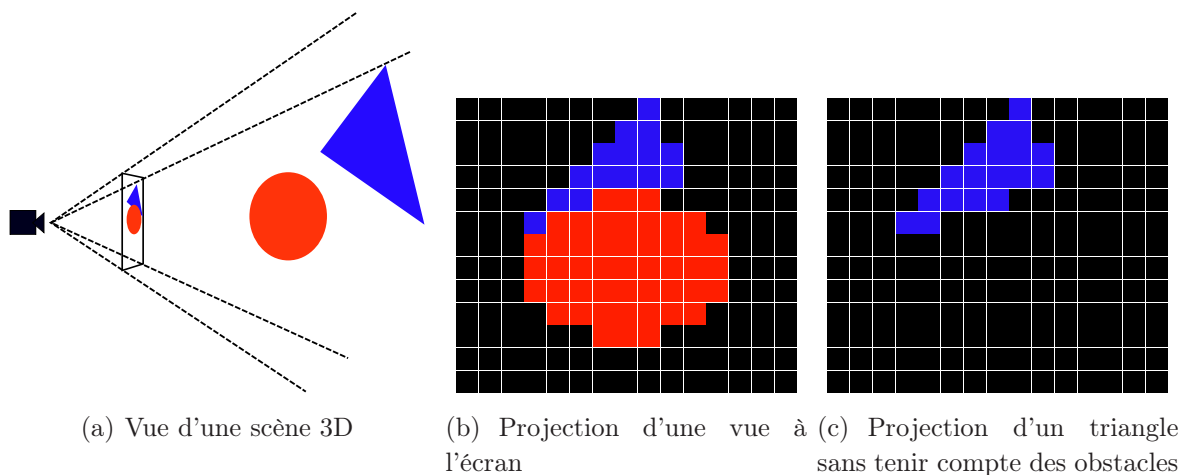 (a) Vue d'une scène 3D
(b) Projection d'une vue à
l'écran
(c) Projection d'un triangle
sans tenir compte des obstacles